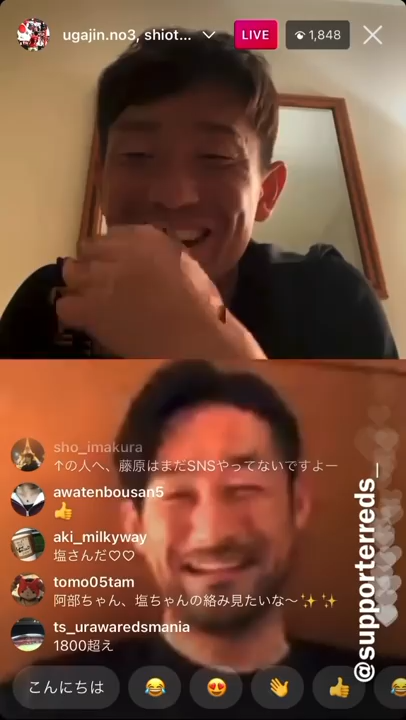 ugajin.no3, shiot...
LIVE
1,848
sho_imakura
↑の人へ、藤原はまだSNSやってないですよー
awatenbousan5
👍
aki_milkyway
塩さんだ♡♡
tomo05tam
阿部ちゃん、塩ちゃんの絡み見たいな〜✨✨
ts_urawaredsmania
1800超え
@supporterreds_
こんにちは